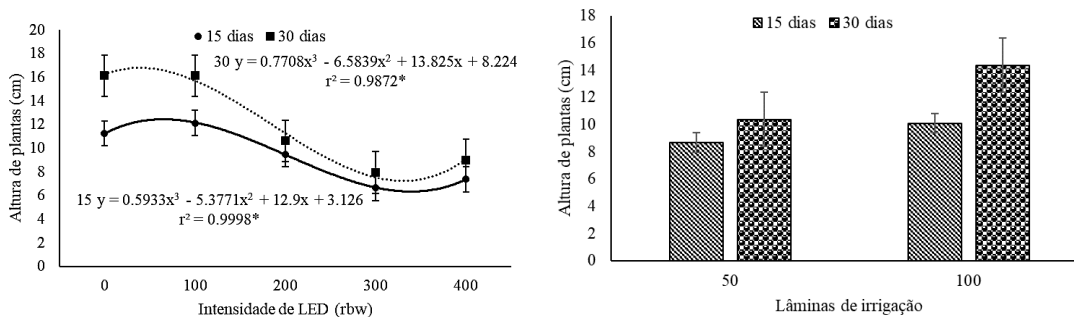 20
18
16
14
12
10
8
6
4
2
0
Altura de plantas (cm)
15 dias
30 dias
30 y = 0.7708x³ - 6.5839x² + 13.825x + 8.224
r² = 0.9872*
15 y = 0.5933x³ - 5.3771x² + 12.9x + 3.126
r² = 0.9998*
0 100 200 300 400
Intensidade de LED (rbw)
18
16
14
12
10
8
6
4
2
0
Altura de plantas (cm)
15 dias
30 dias
50 100
Lâminas de irrigação